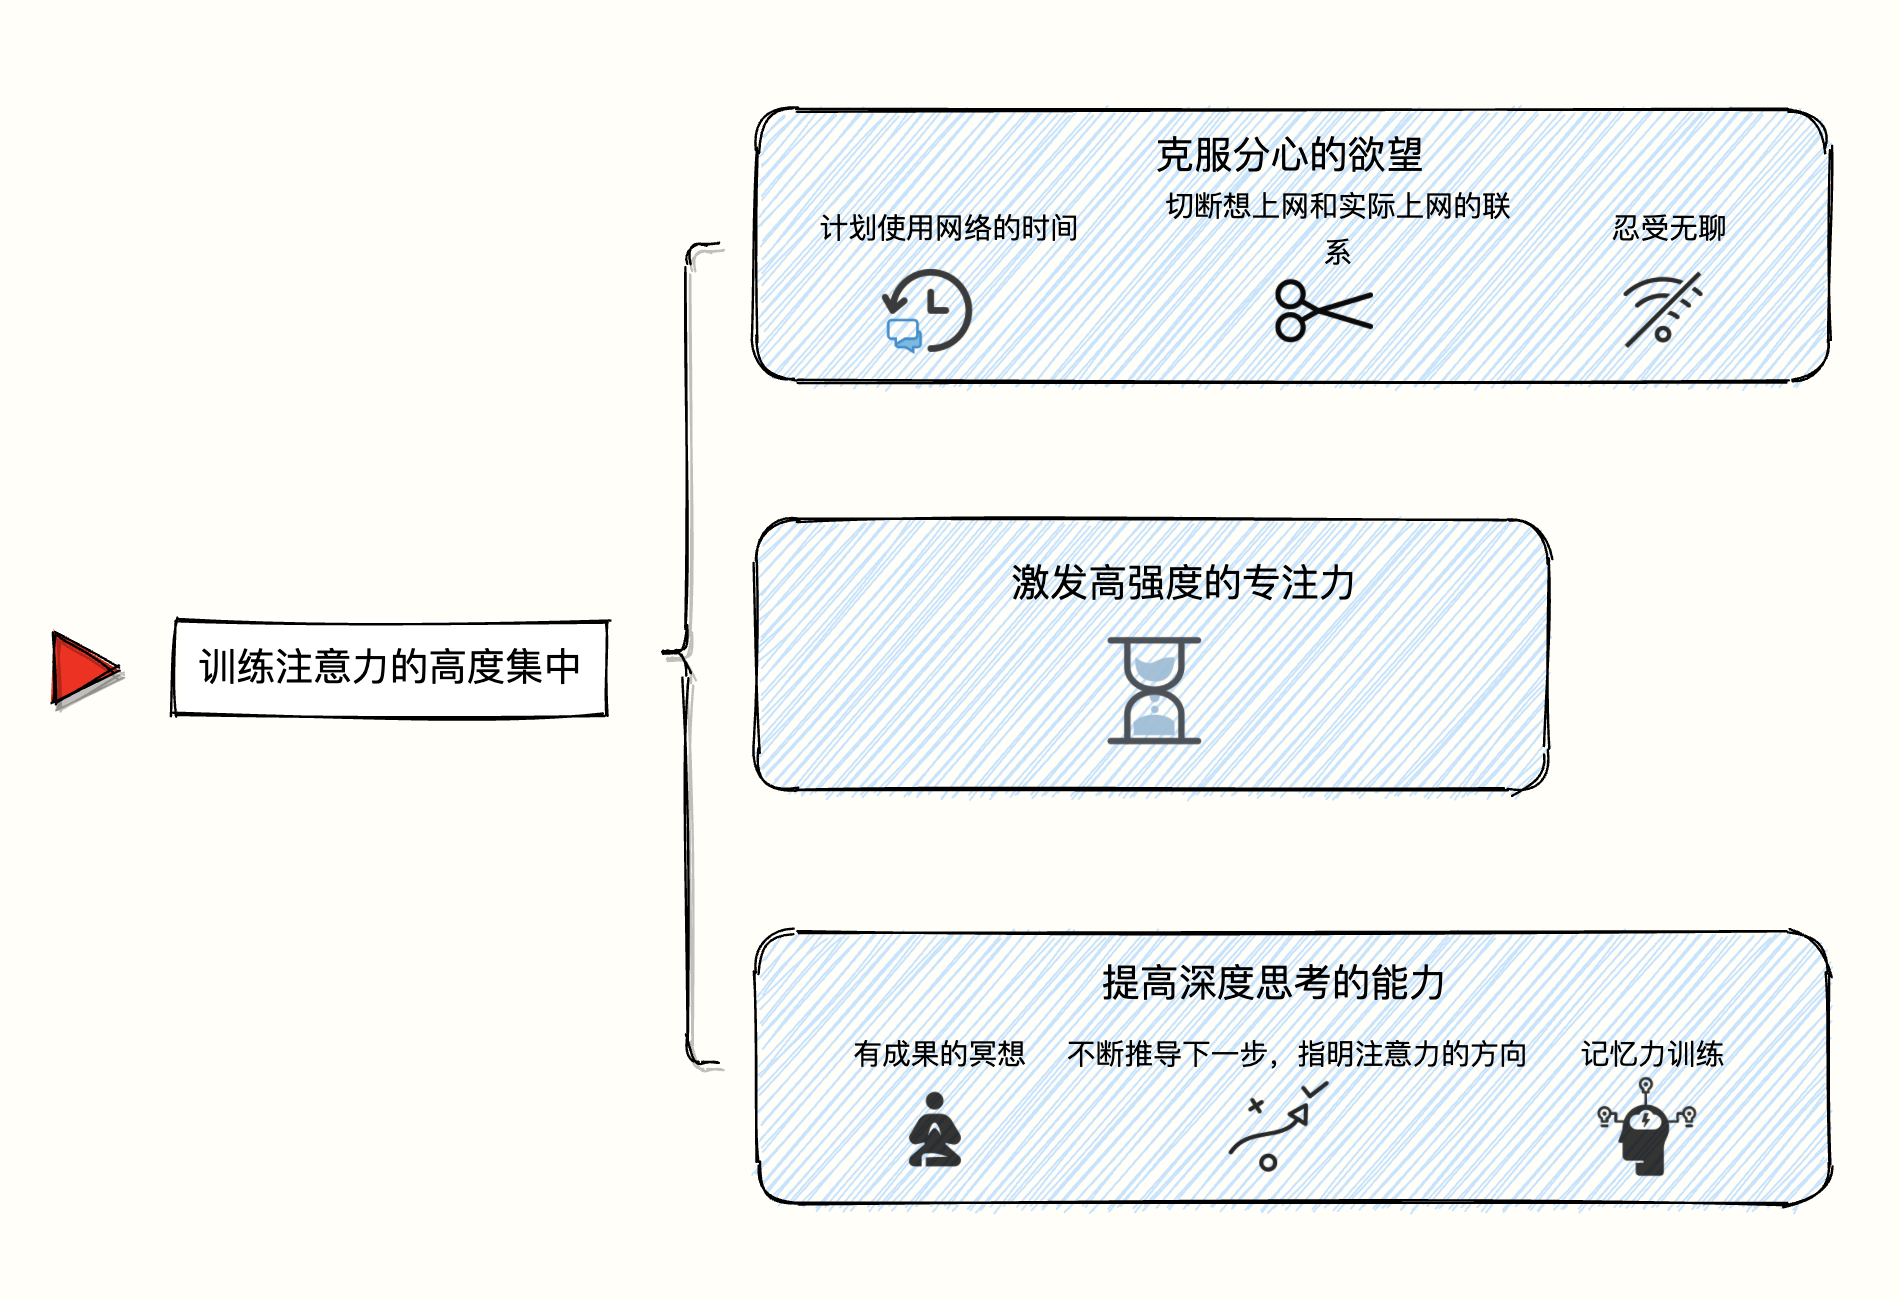 训练注意力的高度集中
克服分心的欲望
计划使用网络的时间
切断想上网和实际上网的联
系
忍受无聊
激发高强度的专注力
提高深度思考的能力
有成果的冥想
不断推导下一步，指明注意力的方向
记忆力训练